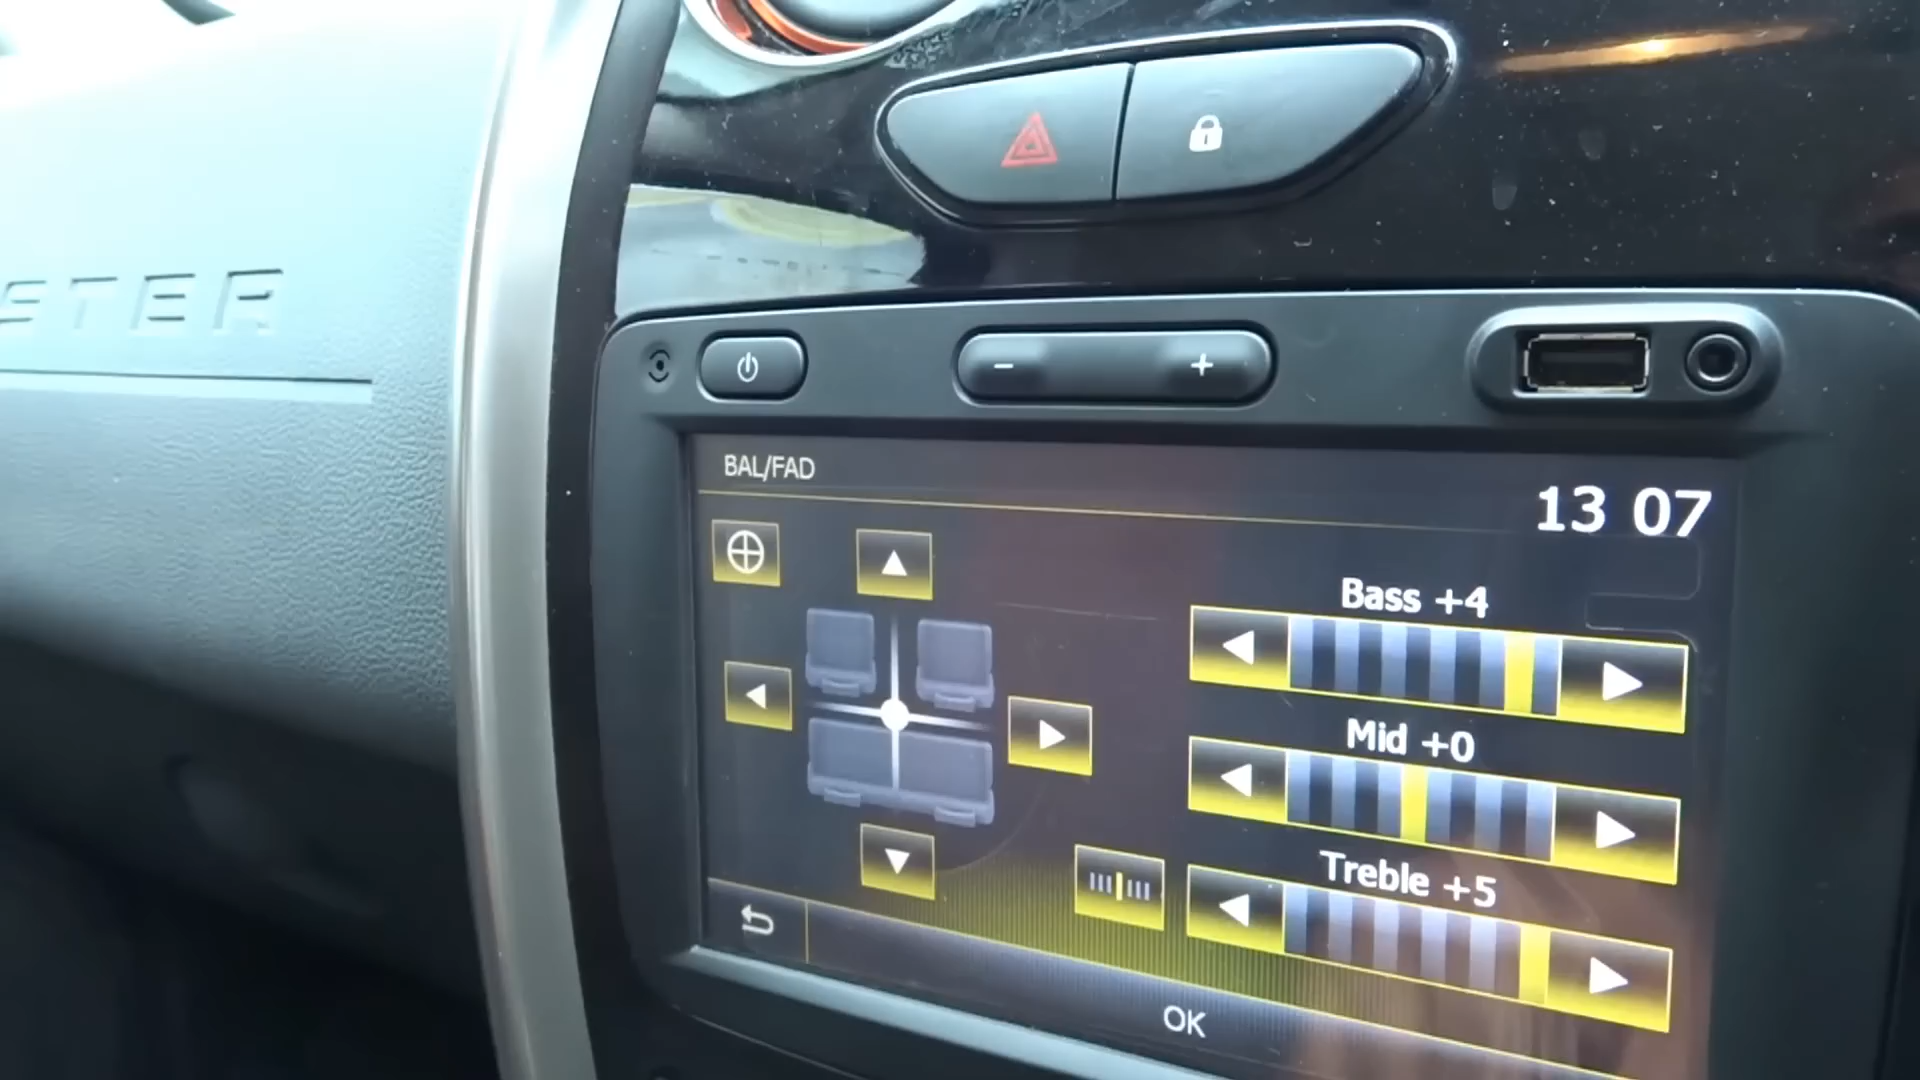 STER
BAL/FAD
13 07
Bass +4
Mid +0
Treble +5
OK